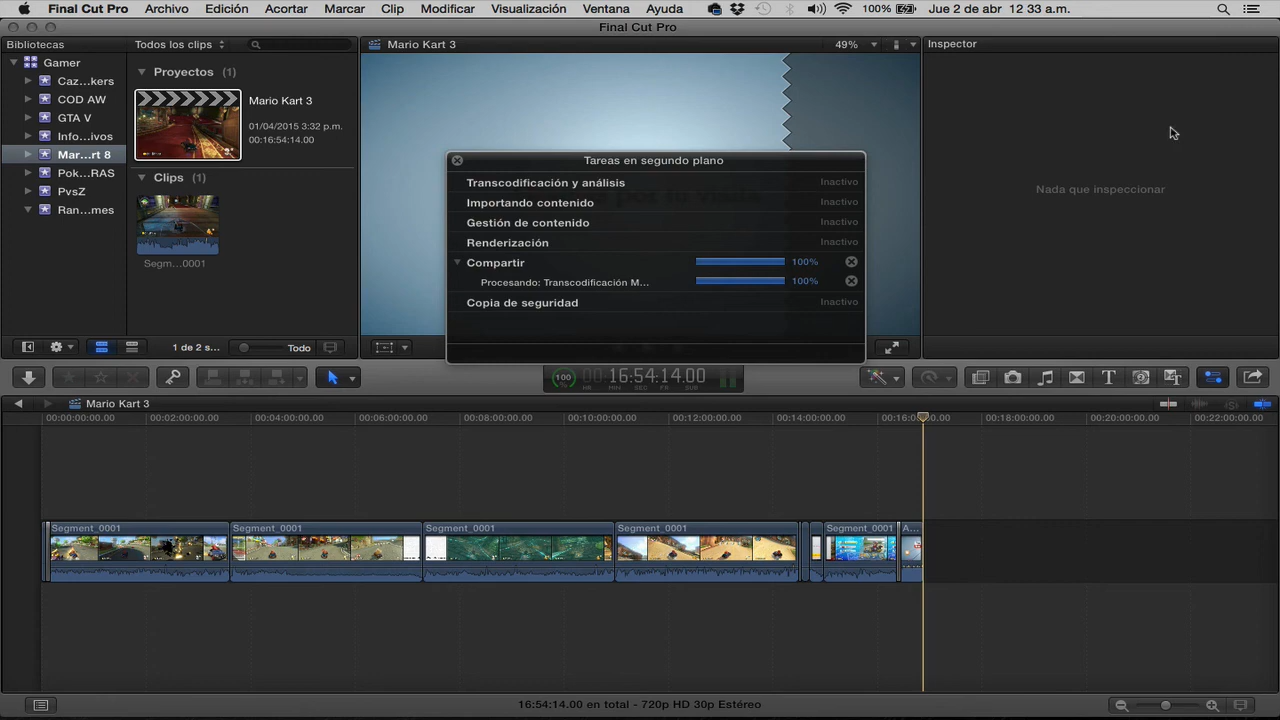 Final Cut Pro Archivo Edición Acortar Marcar Clip Modificar Visualización Ventana Ayuda 100% Jue 2 de abr 12 33 a.m.
Final Cut Pro
Bibliotecas Todos los clips Mario Kart 3 49% Inspector
Gamer
Caz...kers
COD AW
GTA V
Info...ivos
Mar...rt 8
Pok...RAS
PvsZ
Ran...mes
Proyectos (1)
Mario Kart 3
01/04/2015 3:32 p.m.
00:16:54:14.00
Clips (1)
Segm...0001
Tareas en segundo plano
Transcodificación y análisis Inactivo
Importando contenido Inactivo
Gestión de contenido Inactivo
Renderización Inactivo
Compartir 100%
Procesando: Transcodificación M... 100%
Copia de seguridad Inactivo
Nada que inspeccionar
1 de 2 s... Todo
100 00:16:54:14.00
HR MIN SEC FR SUB
Mario Kart 3
00:00:00:00.00 00:02:00:00.00 00:04:00:00.00 00:06:00:00.00 00:08:00:00.00 00:10:00:00.00 00:12:00:00.00 00:14:00:00.00 00:16:00:00.00 00:18:00:00.00 00:20:00:00.00 00:22:00:00.00
Segment_0001 Segment_0001 Segment_0001 Segment_0001 Segment_0001 A...
16:54:14.00 en total - 720p HD 30p Estéreo